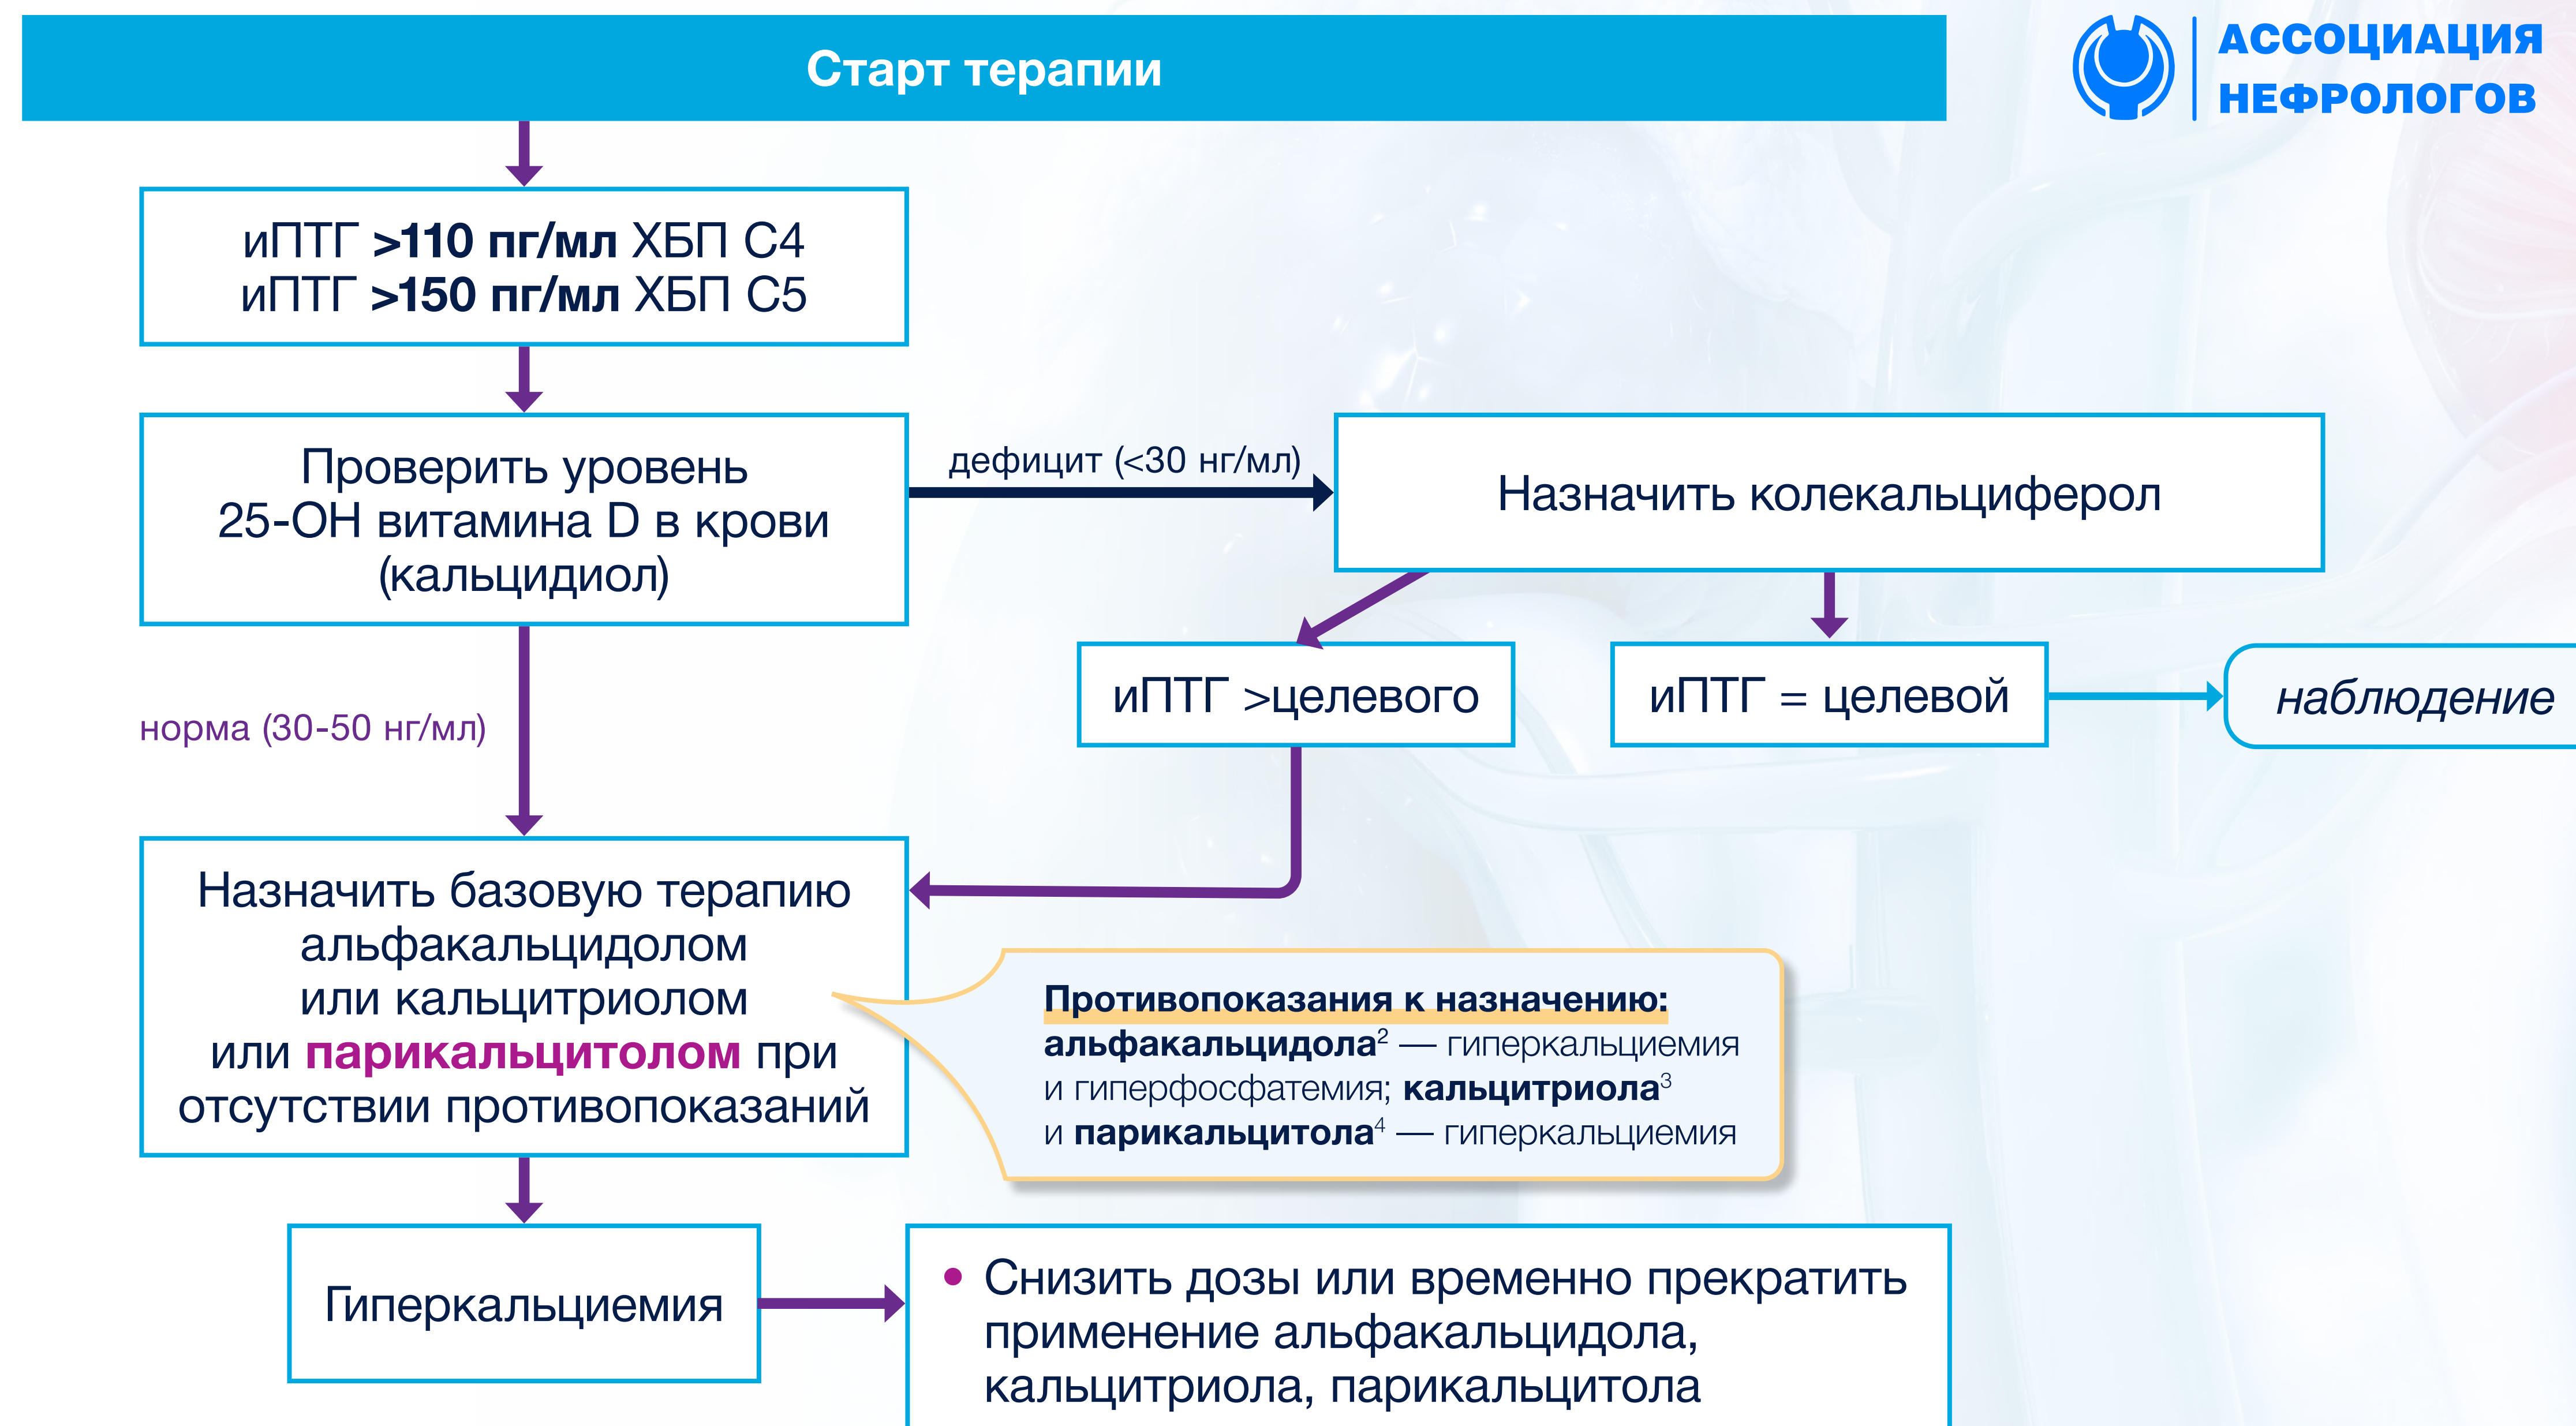 Старт терапии
АССОЦИАЦИЯ
НЕФРОЛОГОВ
иПТГ >110 пг/мл ХБП С4
иПТГ >150 пг/мл ХБП С5
Проверить уровень
25-ОН витамина D в крови
(кальцидиол)
дефицит (<30 нг/мл)
Назначить колекальциферол
иПТГ >целевого
иПТГ = целевой
наблюдение
норма (30-50 нг/мл)
Назначить базовую терапию
альфакальцидолом
или кальцитриолом
или парикальцитолом при
отсутствии противопоказаний
Противопоказания к назначению:
альфакальцидола² — гиперкальциемия
и гиперфосфатемия; кальцитриола³
и парикальцитола⁴ — гиперкальциемия
Гиперкальциемия
• Снизить дозы или временно прекратить
применение альфакальцидола,
кальцитриола, парикальцитола